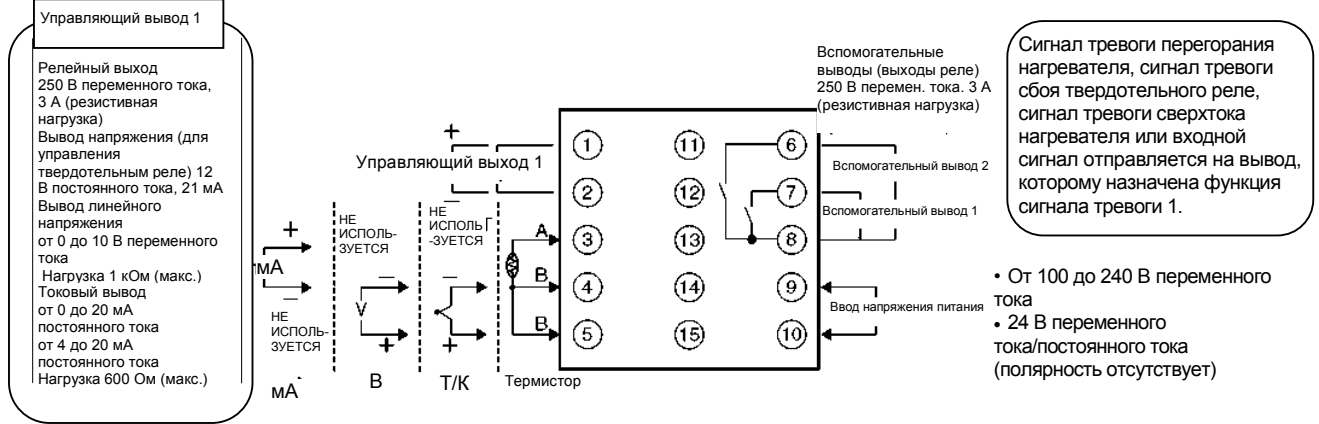 Управляющий вывод 1
Релейный выход
250 В переменного тока,
3 А (резистивная
нагрузка)
Вывод напряжения (для
управления
твердотельным реле) 12
В постоянного тока, 21 мА
Вывод линейного
напряжения
от 0 до 10 В переменного
тока
Нагрузка 1 кОм (макс.)
Токовый вывод
от 0 до 20 мА
постоянного тока
от 4 до 20 мА
постоянного тока
Нагрузка 600 Ом (макс.)
+
мА
–
НЕ
ИСПОЛЬ-
ЗУЕТСЯ
мА
НЕ
ИСПОЛЬ-
ЗУЕТСЯ
–
V
+
В
НЕ
ИСПОЛЬ
-ЗУЕТСЯ
–
+
Т/К
+
Управляющий выход 1
–
A
B
B
Термистор
1 11 6
2 12 7
3 13 8
4 14 9
5 15 10
Вспомогательные
выводы (выходы реле)
250 В перемен. тока. 3 А
(резистивная нагрузка)
Вспомогательный вывод 2
Вспомогательный вывод 1
Ввод напряжения питания
Сигнал тревоги перегорания
нагревателя, сигнал тревоги
сбоя твердотельного реле,
сигнал тревоги сверхтока
нагревателя или входной
сигнал отправляется на вывод,
которому назначена функция
сигнала тревоги 1.
• От 100 до 240 В переменного
тока
• 24 В переменного
тока/постоянного тока
(полярность отсутствует)